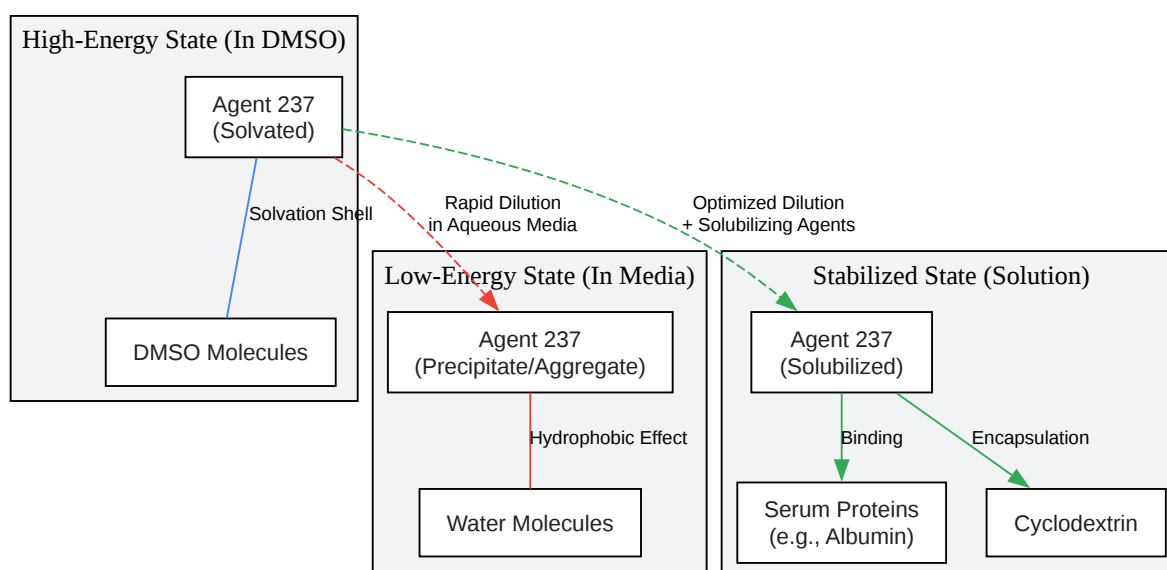 High-Energy State (In DMSO)
Agent 237
(Solvated)
Solvation Shell
DMSO Molecules
Rapid Dilution
in Aqueous Media
Optimized Dilution
+ Solubilizing Agents
Low-Energy State (In Media)
Agent 237
(Precipitate/Aggregate)
Hydrophobic Effect
Water Molecules
Stabilized State (Solution)
Agent 237
(Solubilized)
Binding
Encapsulation
Serum Proteins
(e.g., Albumin)
Cyclodextrin